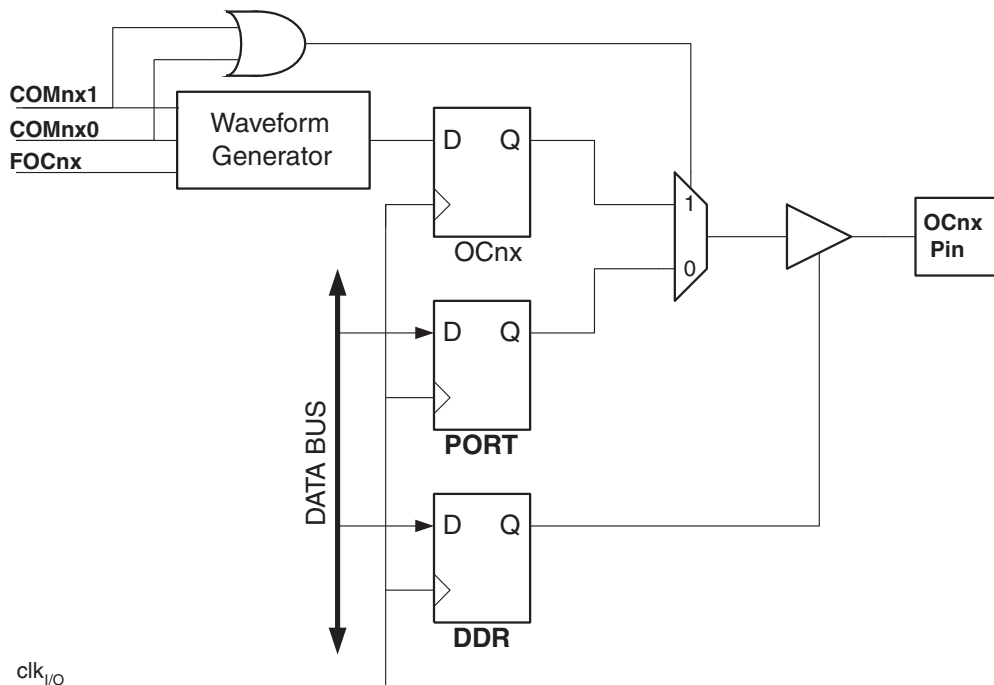 COMnx1
COMnx0
FOCnx
Waveform
Generator
D Q
OCnx
1
0
OCnx
Pin
D Q
PORT
DATA BUS
D Q
DDR
clkI/O